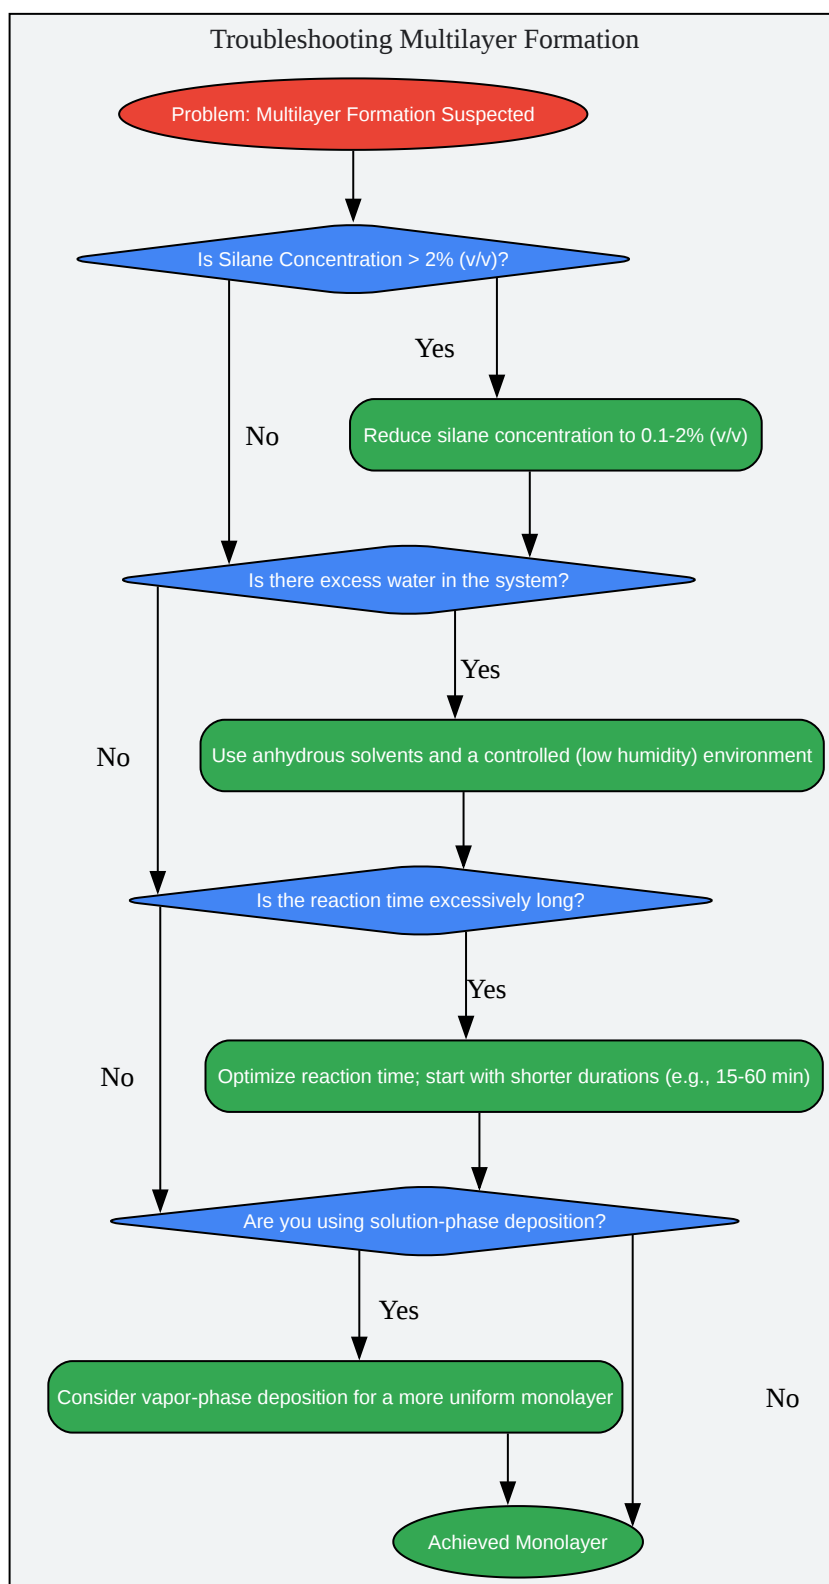 Troubleshooting Multilayer Formation
Problem: Multilayer Formation Suspected
Is Silane Concentration > 2% (v/v)?
Yes
No
Reduce silane concentration to 0.1-2% (v/v)
Is there excess water in the system?
Yes
No
Use anhydrous solvents and a controlled (low humidity) environment
Is the reaction time excessively long?
Yes
No
Optimize reaction time; start with shorter durations (e.g., 15-60 min)
Are you using solution-phase deposition?
Yes
Consider vapor-phase deposition for a more uniform monolayer
No
Achieved Monolayer